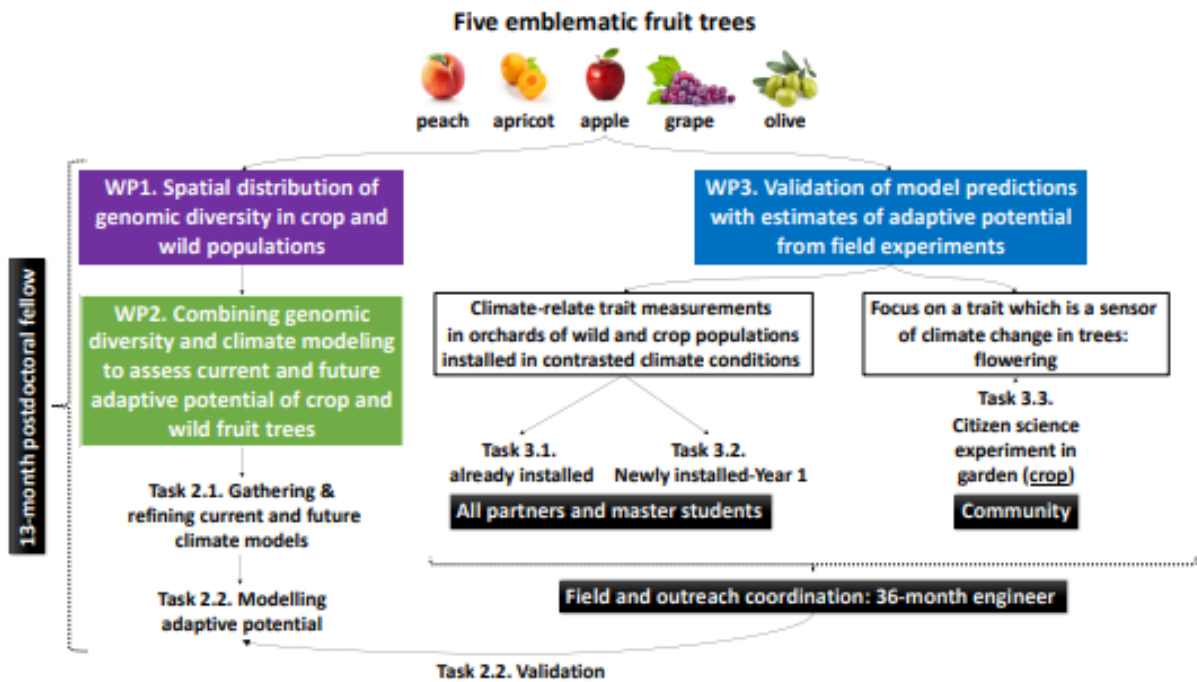 Five emblematic fruit trees
peach
apricot
apple
grape
olive
WP1. Spatial distribution of
genomic diversity in crop and
wild populations
WP2. Combining genomic
diversity and climate modeling
to assess current and future
adaptive potential of crop and
wild fruit trees
Task 2.1. Gathering &
refining current and future
climate models
Task 2.2. Modelling
adaptive potential
13-month postdoctoral fellow
WP3. Validation of model predictions
with estimates of adaptive potential
from field experiments
Climate-relate trait measurements
in orchards of wild and crop populations
installed in contrasted climate conditions
Task 3.1.
already installed
Task 3.2.
Newly installed-Year 1
All partners and master students
Focus on a trait which is a sensor
of climate change in trees:
flowering
Task 3.3.
Citizen science
experiment in
garden (crop)
Community
Field and outreach coordination: 36-month engineer
Task 2.2. Validation